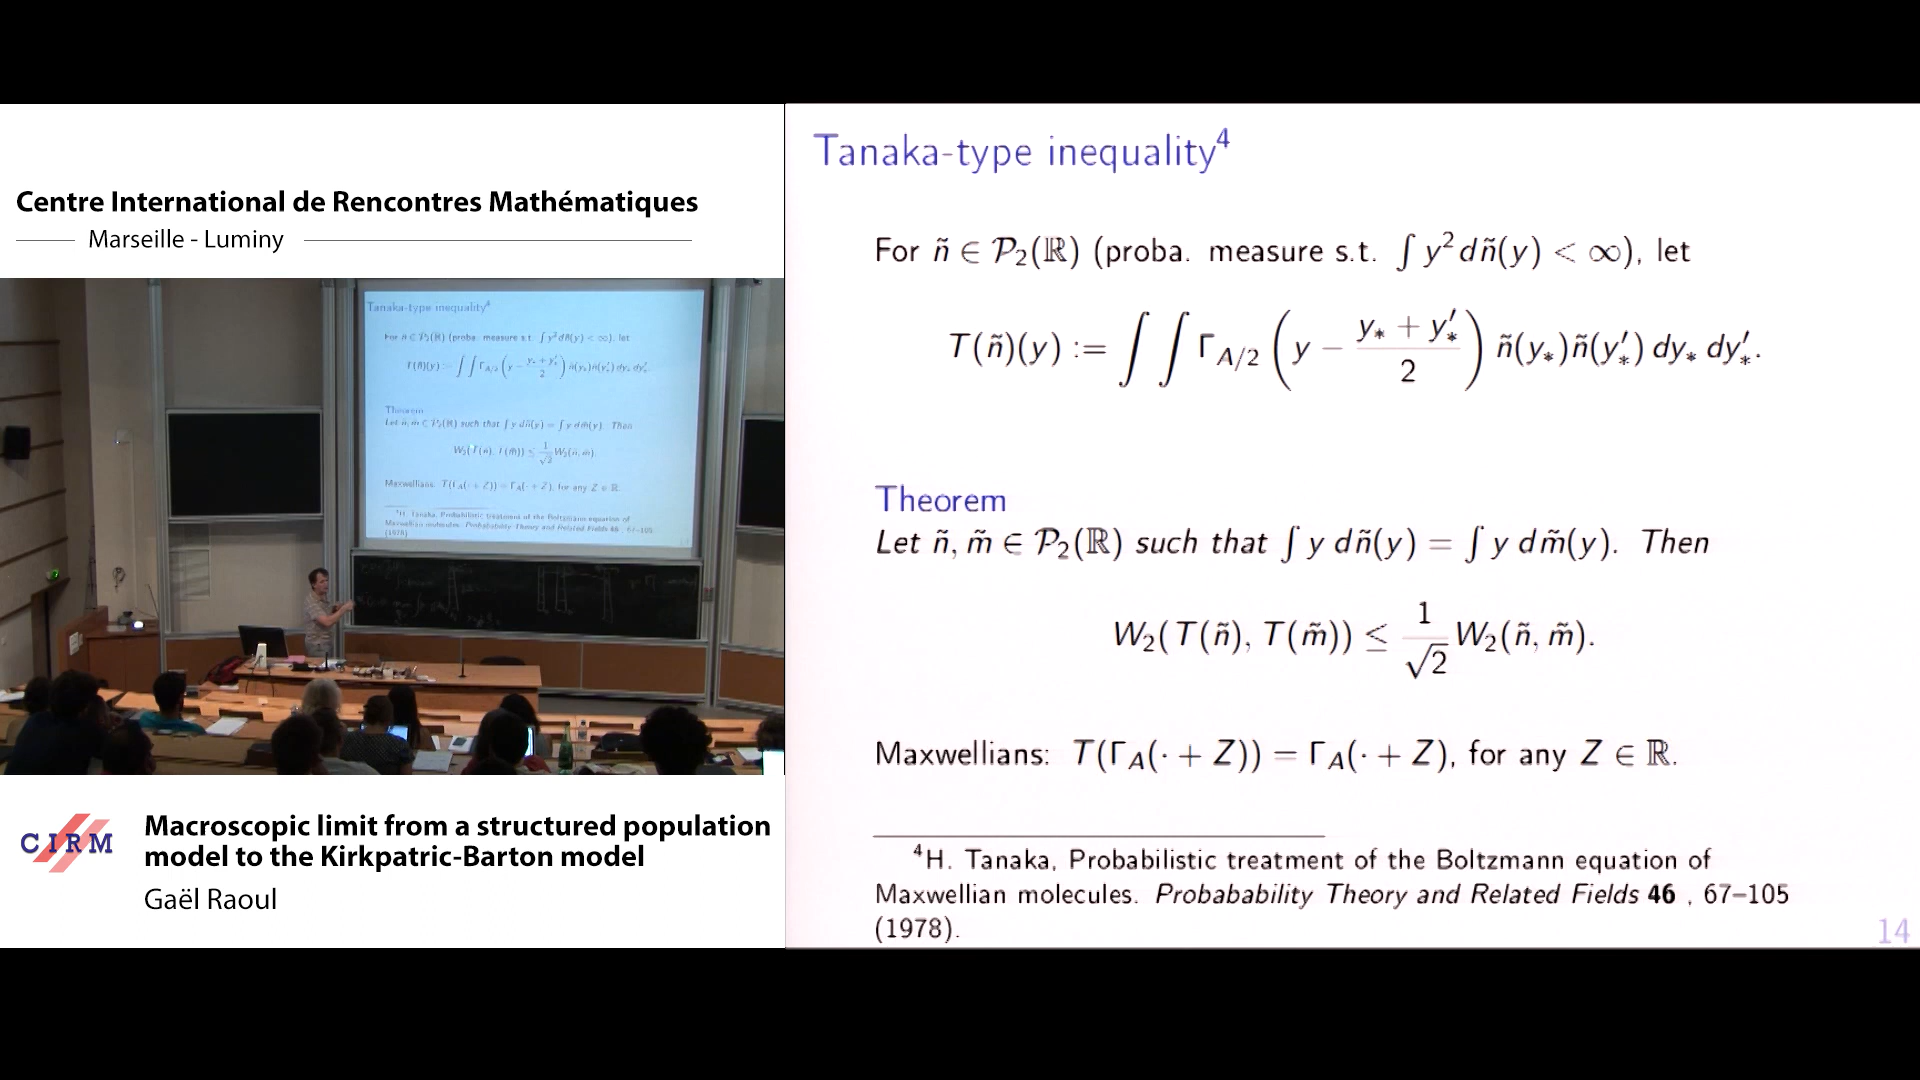 Centre International de Rencontres Mathématiques
Marseille - Luminy
Tanaka-type inequality⁴
For ñ ∈ P₂(ℝ) (proba. measure s.t. ∫ y² dñ(y) < ∞), let
T(ñ)(y) := ∫ ∫ Γ_{A/2} (y − (y_* + y'_*)/2) ñ(y_*)ñ(y'_*) dy_* dy'_*.
Theorem
Let ñ, m̃ ∈ P₂(ℝ) such that ∫ y dñ(y) = ∫ y dm̃(y). Then
W₂(T(ñ), T(m̃)) ≤ 1/√2 W₂(ñ, m̃).
Maxwellians: T(Γ_A(· + Z)) = Γ_A(· + Z), for any Z ∈ ℝ.
⁴H. Tanaka, Probabilistic treatment of the Boltzmann equation of
Maxwellian molecules. Probabability Theory and Related Fields 46 , 67–105
(1978).
14
CIRM
Macroscopic limit from a structured population
model to the Kirkpatric-Barton model
Gaël Raoul